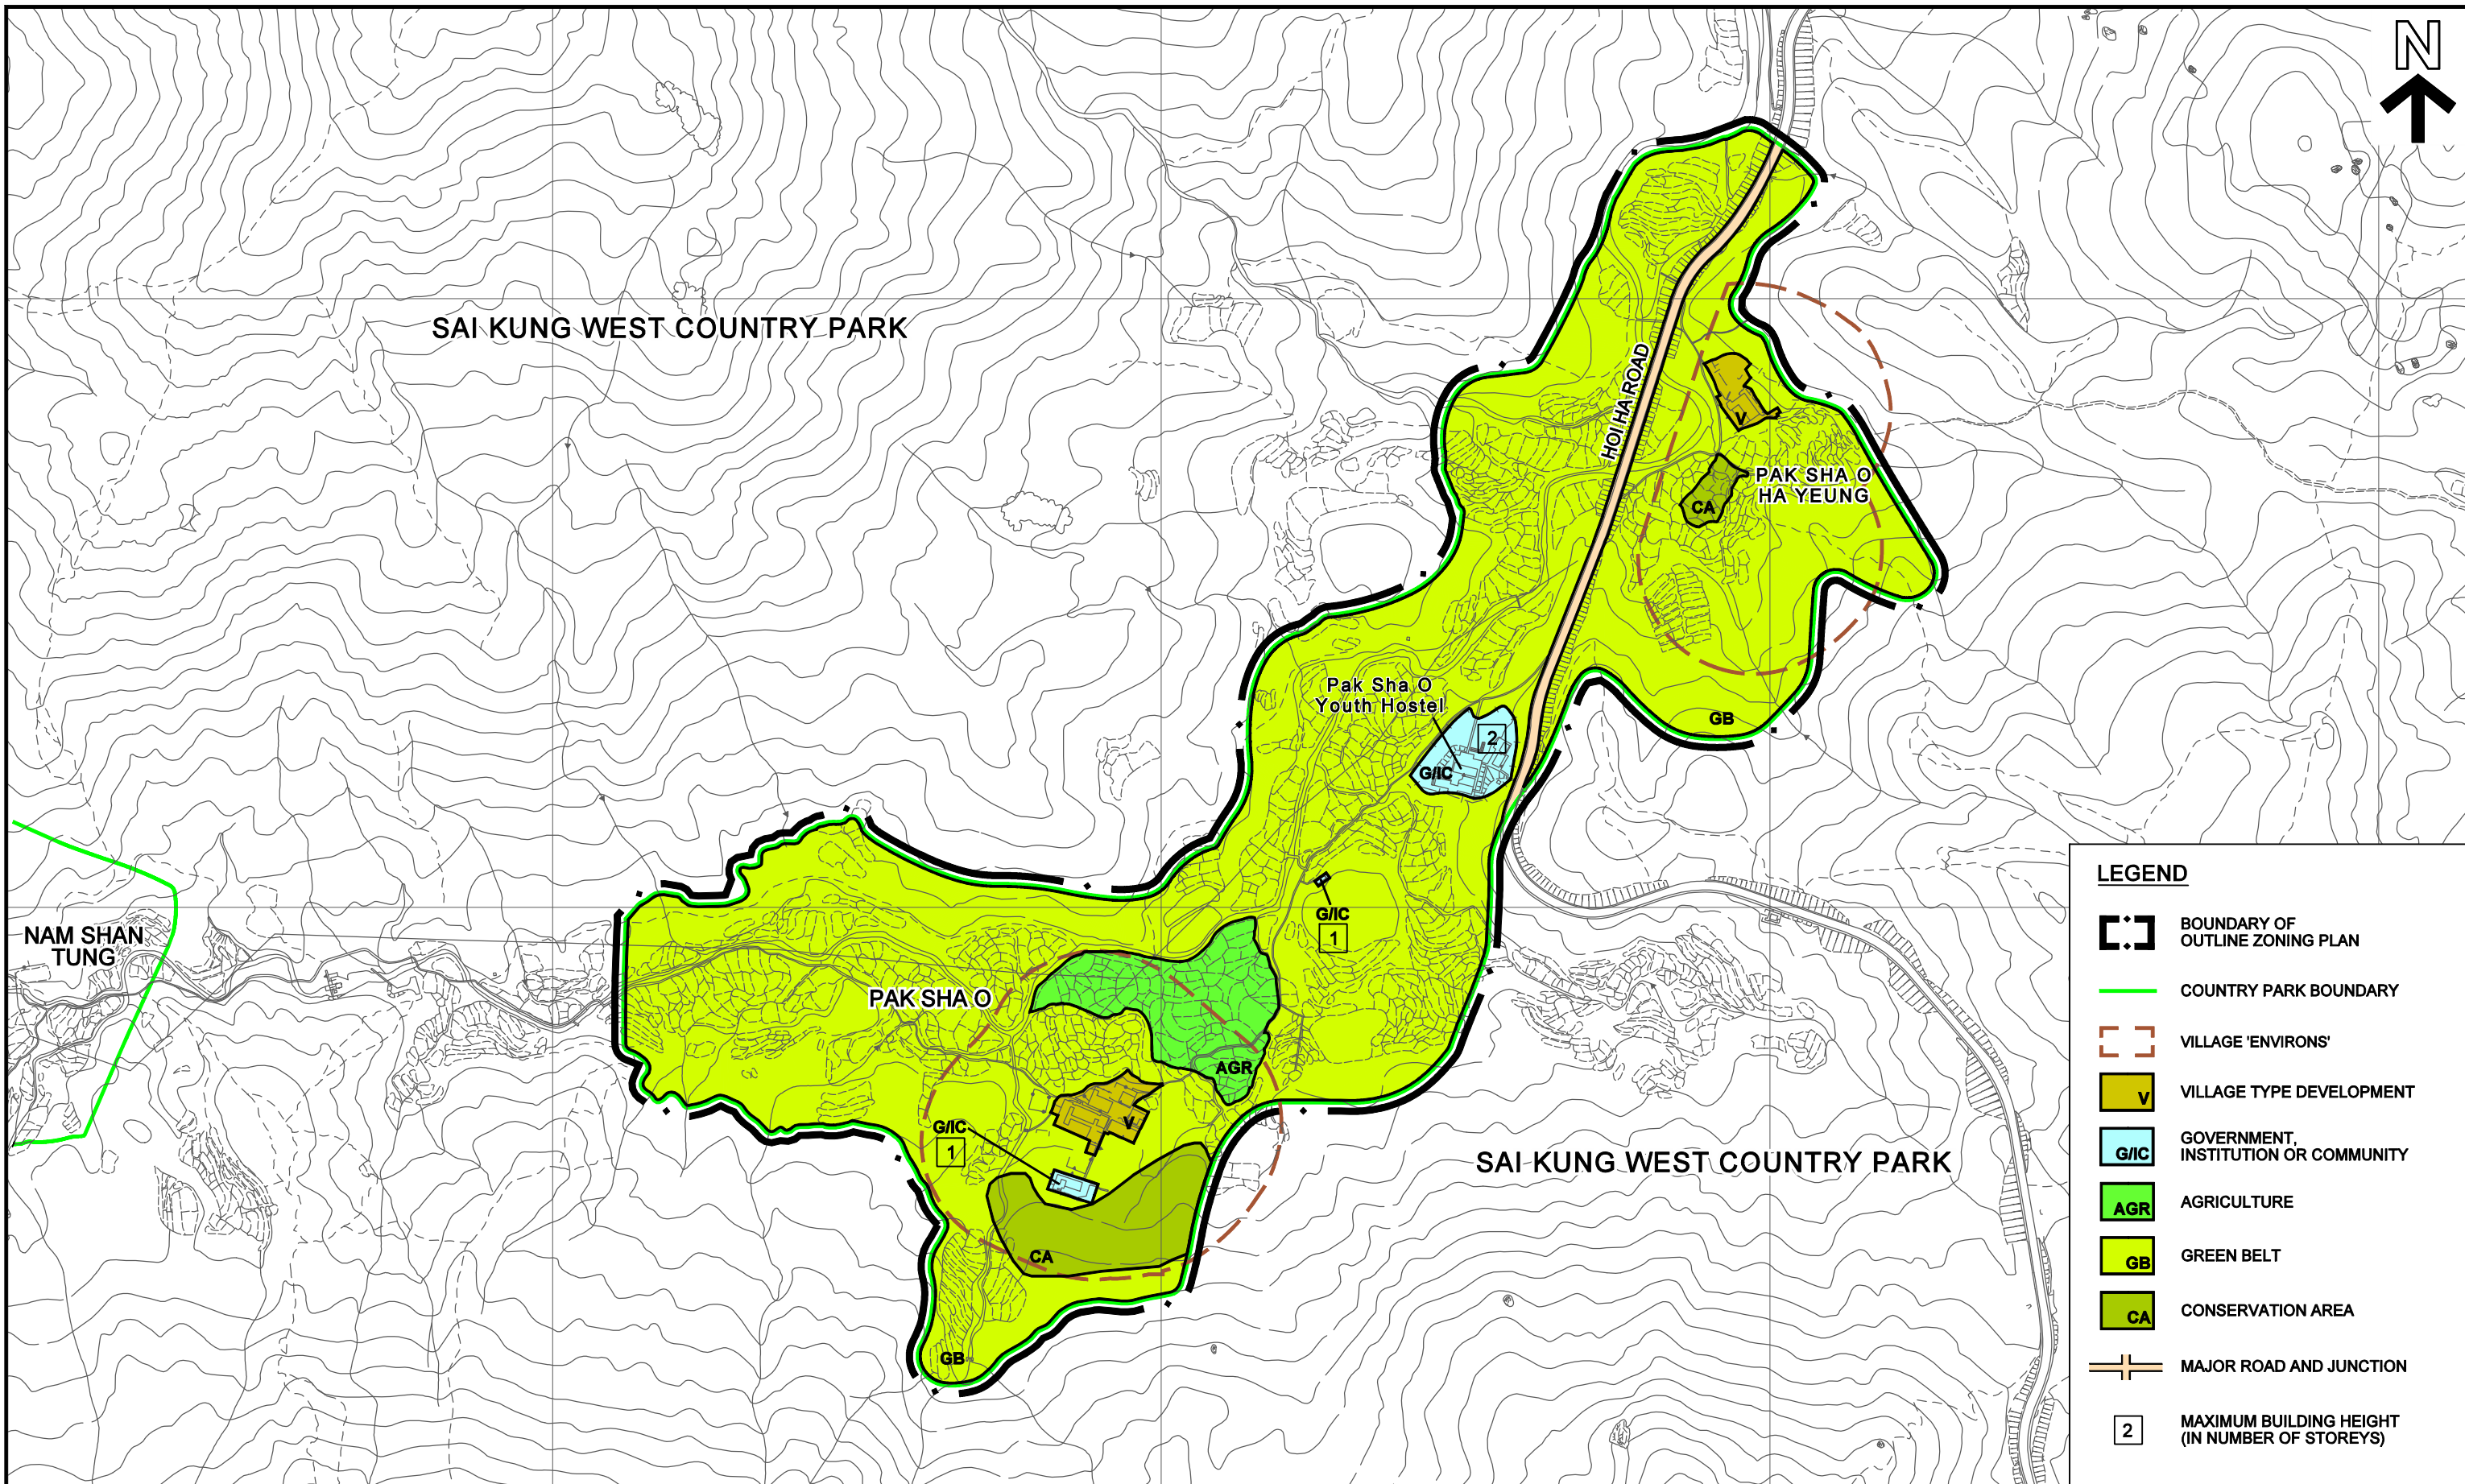 N
SAI KUNG WEST COUNTRY PARK
HOI HA ROAD
V
PAK SHA O
HA YEUNG
CA
Pak Sha O
Youth Hostel
GB
2
G/IC
G/IC
1
NAM SHAN
TUNG
PAK SHA O
AGR
V
G/IC
1
SAI KUNG WEST COUNTRY PARK
CA
GB
LEGEND
BOUNDARY OF
OUTLINE ZONING PLAN
COUNTRY PARK BOUNDARY
VILLAGE 'ENVIRONS'
V VILLAGE TYPE DEVELOPMENT
GOVERNMENT,
G/IC INSTITUTION OR COMMUNITY
AGR AGRICULTURE
GB GREEN BELT
CA CONSERVATION AREA
MAJOR ROAD AND JUNCTION
2 MAXIMUM BUILDING HEIGHT
(IN NUMBER OF STOREYS)